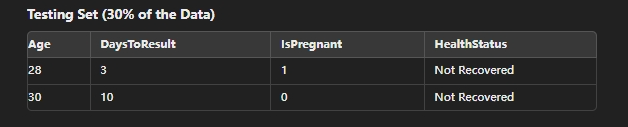 Testing Set (30% of the Data)
Age DaysToResult IsPregnant HealthStatus
28 3 1 Not Recovered
30 10 0 Not Recovered